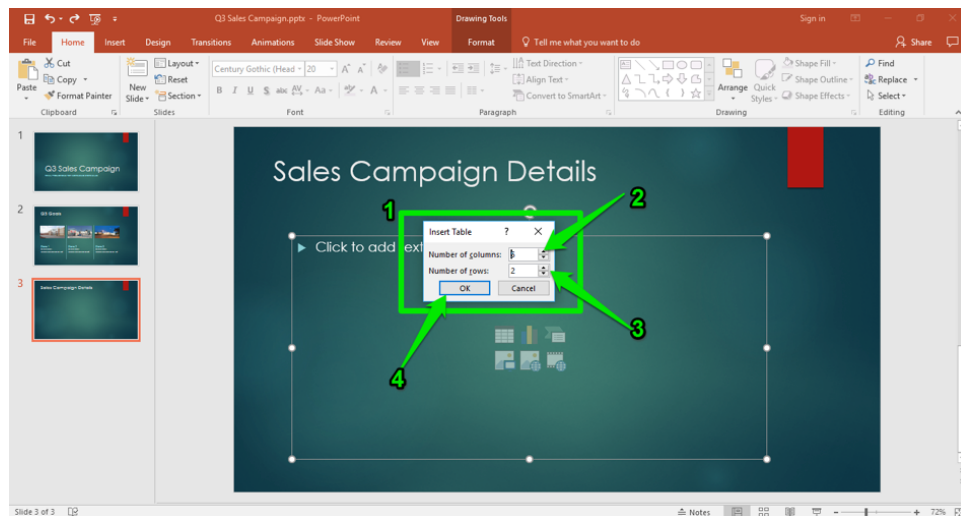 Q3 Sales Campaign.pptx - PowerPoint
Drawing Tools
Sign in
File Home Insert Design Transitions Animations Slide Show Review View Format Tell me what you want to do Share
Paste
Cut
Copy
Format Painter
Clipboard
New Slide
Layout
Reset
Section
Slides
Century Gothic (Head 20 A A
B I U S abc AV Aa A
Font
Text Direction
Align Text
Convert to SmartArt
Paragraph
Arrange
Quick Styles
Shape Fill
Shape Outline
Shape Effects
Drawing
Find
Replace
Select
Editing
1
Q3 Sales Campaign
2
Q3 Goals
3
Sales Campaign Details
Sales Campaign Details
1
2
Insert Table ? X
Click to add text
Number of columns:
Number of rows: 2
OK Cancel
3
4
Slide 3 of 3
Notes
72%